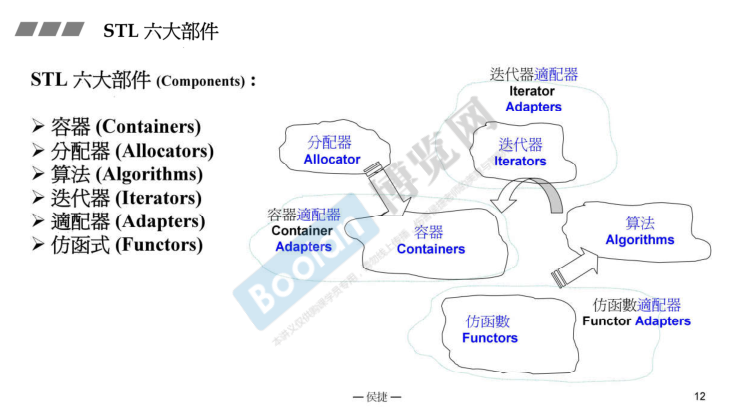 STL 六大部件
STL 六大部件 (Components) :
➢ 容器 (Containers)
➢ 分配器 (Allocators)
➢ 算法 (Algorithms)
➢ 迭代器 (Iterators)
➢ 適配器 (Adapters)
➢ 仿函式 (Functors)
迭代器適配器
Iterator
Adapters
分配器
Allocator
迭代器
Iterators
容器適配器
Container
Adapters
容器
Containers
算法
Algorithms
仿函數
Functors
仿函數適配器
Functor Adapters
Boolan 博览网
— 侯捷 —
12